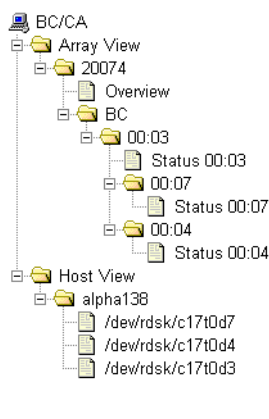 BC/CA
Array View
20074
Overview
BC
00:03
Status 00:03
00:07
Status 00:07
00:04
Status 00:04
Host View
alpha138
/dev/rdsk/c17t0d7
/dev/rdsk/c17t0d4
/dev/rdsk/c17t0d3